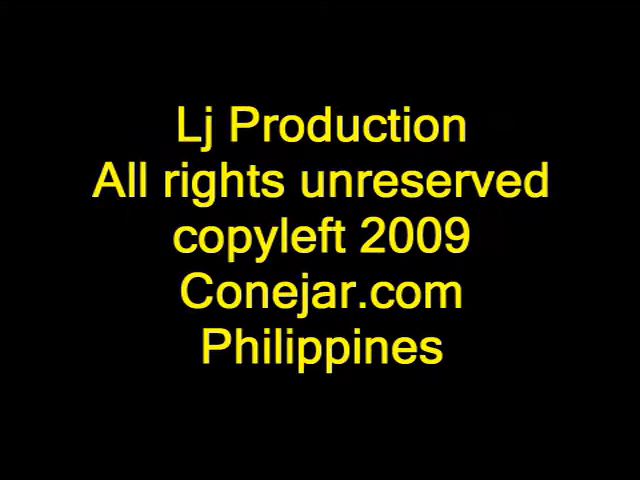 Lj Production
All rights unreserved
copyleft 2009
Conejar.com
Philippines